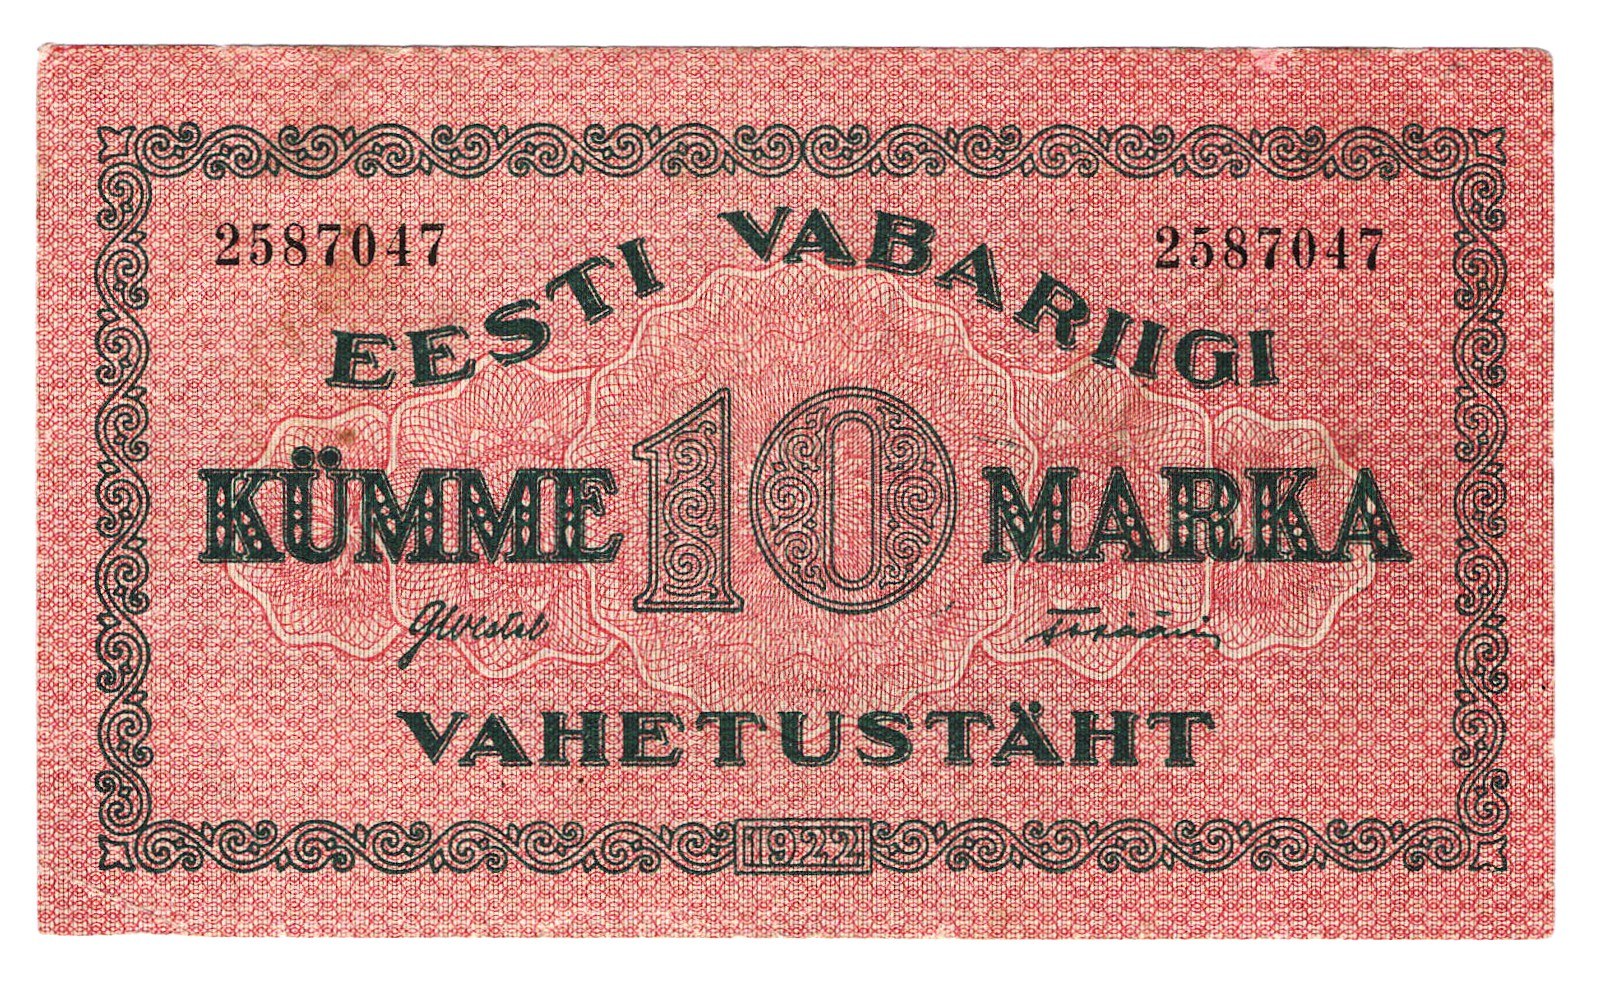 2587047 2587047
EESTI VABARIIGI
KÜMME 10 MARKA
VAHETUSTÄHT
1922